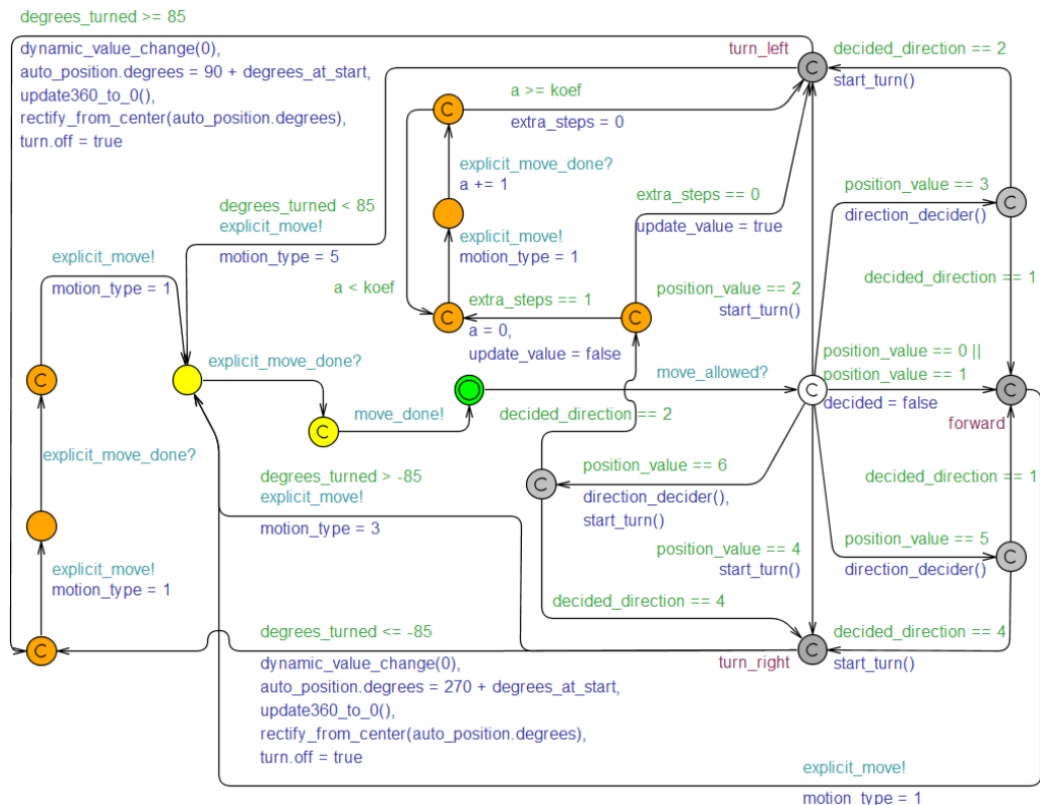 degrees_turned >= 85
dynamic_value_change(0),
auto_position.degrees = 90 + degrees_at_start,
update360_to_0(),
rectify_from_center(auto_position.degrees),
turn.off = true
turn_left
decided_direction == 2
start_turn()
C
a >= koef
extra_steps = 0
C
explicit_move_done?
a += 1
degrees_turned < 85
explicit_move!
motion_type = 5
extra_steps == 0
update_value = true
position_value == 3
direction_decider()
C
explicit_move!
motion_type = 1
explicit_move!
motion_type = 1
a < koef
C
extra_steps == 1
a = 0,
update_value = false
C
position_value == 2
start_turn()
decided_direction == 1
C
explicit_move_done?
C
move_done!
move_allowed?
C
position_value == 0 ||
position_value == 1
decided = false
C
forward
decided_direction == 2
explicit_move_done?
degrees_turned > -85
explicit_move!
motion_type = 3
C
position_value == 6
direction_decider(),
start_turn()
decided_direction == 1
position_value == 4
start_turn()
position_value == 5
direction_decider()
C
explicit_move!
motion_type = 1
decided_direction == 4
C
degrees_turned <= -85
dynamic_value_change(0),
auto_position.degrees = 270 + degrees_at_start,
update360_to_0(),
rectify_from_center(auto_position.degrees),
turn.off = true
turn_right
C
decided_direction == 4
start_turn()
explicit_move!
motion_type = 1